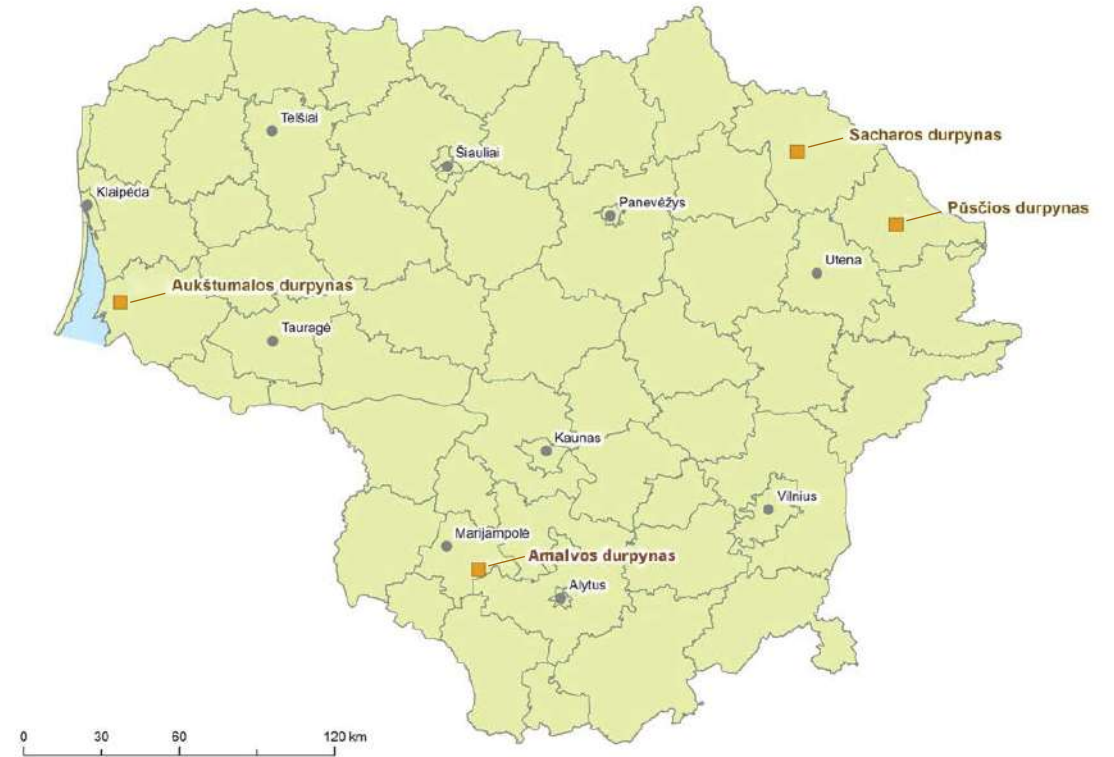 Telšiai
Sacharos durpynas
Šiauliai
Klaipėda
Panevėžys
Pūsčios durpynas
Utena
Aukštumalos durpynas
Tauragė
Kaunas
Vilnius
Marijampolė
Amalvos durpynas
Alytus
0 30 60 120 km